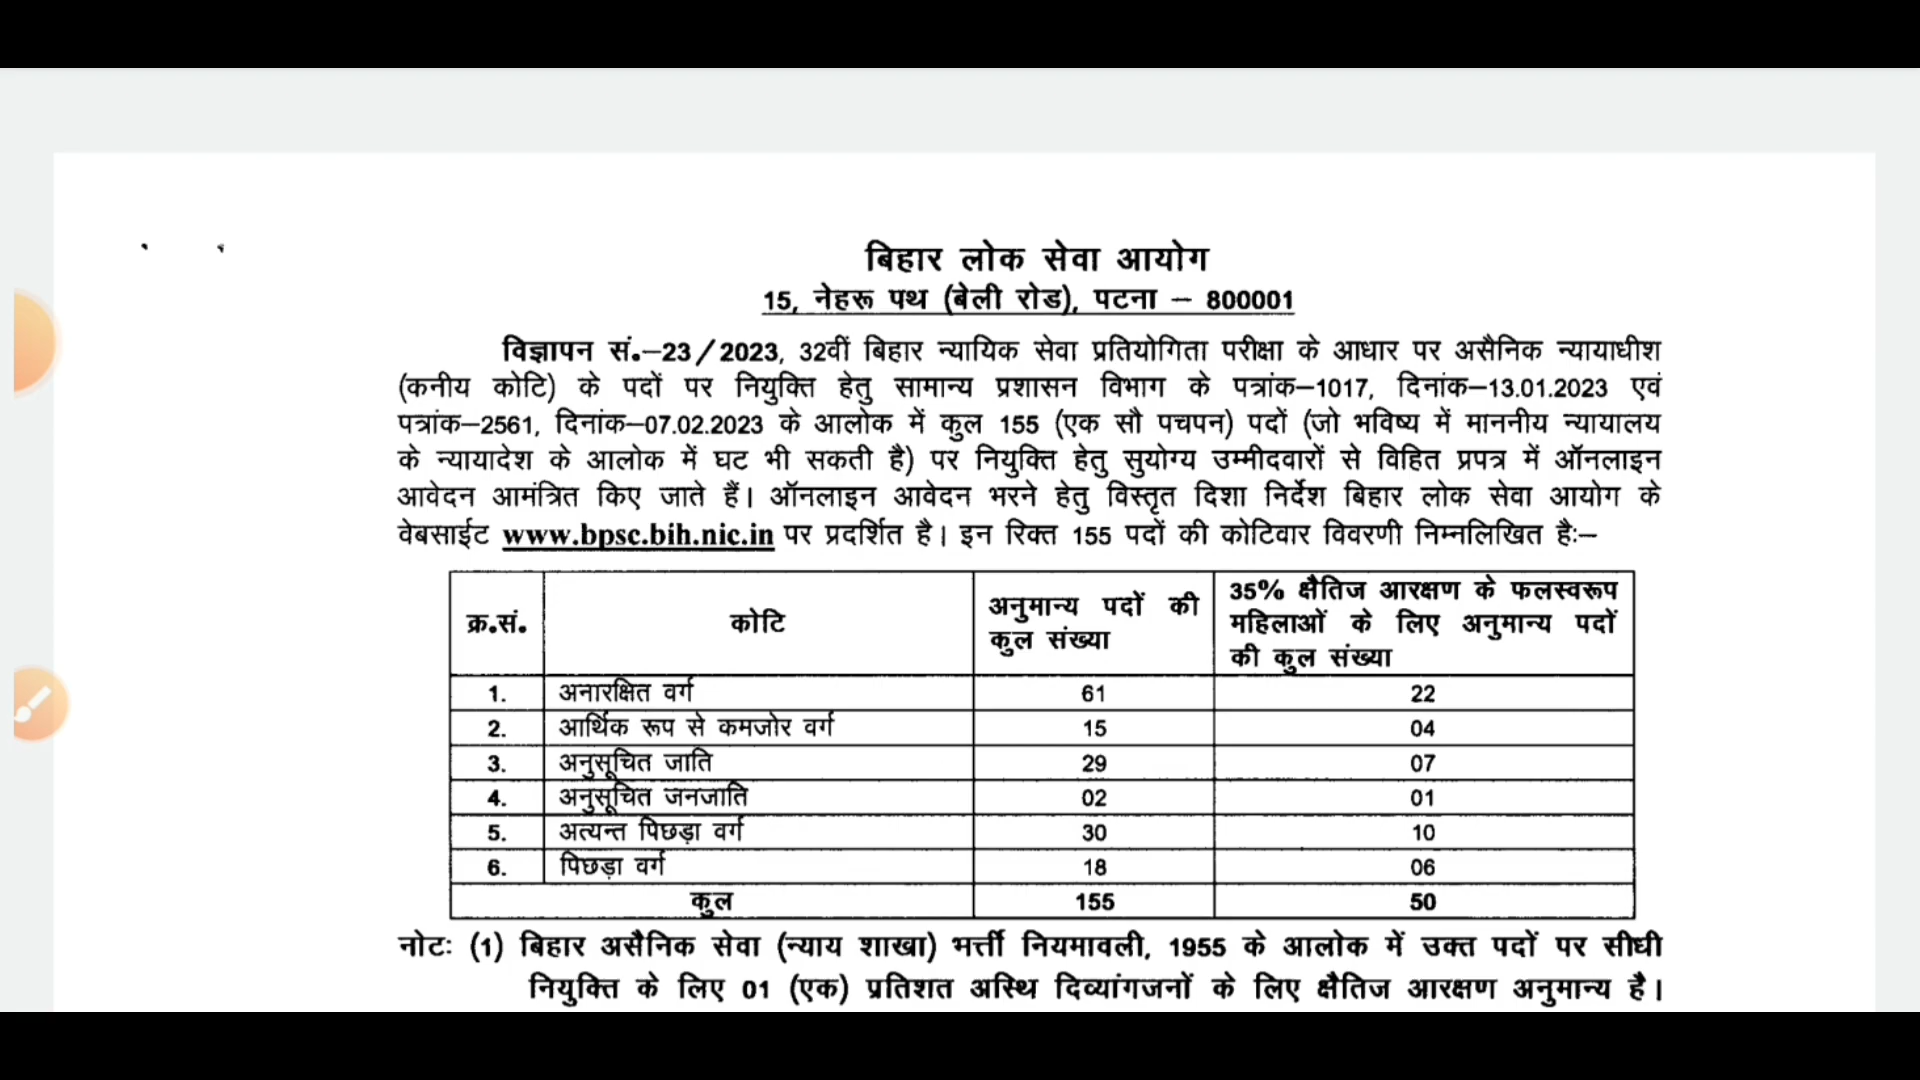 बिहार लोक सेवा आयोग
15, नेहरू पथ (बेली रोड), पटना – 800001
विज्ञापन सं.–23/2023, 32वीं बिहार न्यायिक सेवा प्रतियोगिता परीक्षा के आधार पर असैनिक न्यायाधीश
(कनीय कोटि) के पदों पर नियुक्ति हेतु सामान्य प्रशासन विभाग के पत्रांक–1017, दिनांक–13.01.2023 एवं
पत्रांक–2561, दिनांक–07.02.2023 के आलोक में कुल 155 (एक सौ पचपन) पदों (जो भविष्य में माननीय न्यायालय
के न्यायादेश के आलोक में घट भी सकती है) पर नियुक्ति हेतु सुयोग्य उम्मीदवारों से विहित प्रपत्र में ऑनलाइन
आवेदन आमंत्रित किए जाते हैं। ऑनलाइन आवेदन भरने हेतु विस्तृत दिशा निर्देश बिहार लोक सेवा आयोग के
वेबसाईट www.bpsc.bih.nic.in पर प्रदर्शित है। इन रिक्त 155 पदों की कोटिवार विवरणी निम्नलिखित है:–
क्र.सं. कोटि अनुमान्य पदों की कुल संख्या 35% क्षैतिज आरक्षण के फलस्वरूप महिलाओं के लिए अनुमान्य पदों की कुल संख्या
1. अनारक्षित वर्ग 61 22
2. आर्थिक रूप से कमजोर वर्ग 15 04
3. अनुसूचित जाति 29 07
4. अनुसूचित जनजाति 02 01
5. अत्यन्त पिछड़ा वर्ग 30 10
6. पिछड़ा वर्ग 18 06
कुल 155 50
नोटः (1) बिहार असैनिक सेवा (न्याय शाखा) भर्त्ती नियमावली, 1955 के आलोक में उक्त पदों पर सीधी
नियुक्ति के लिए 01 (एक) प्रतिशत अस्थि दिव्यांगजनों के लिए क्षैतिज आरक्षण अनुमान्य है।